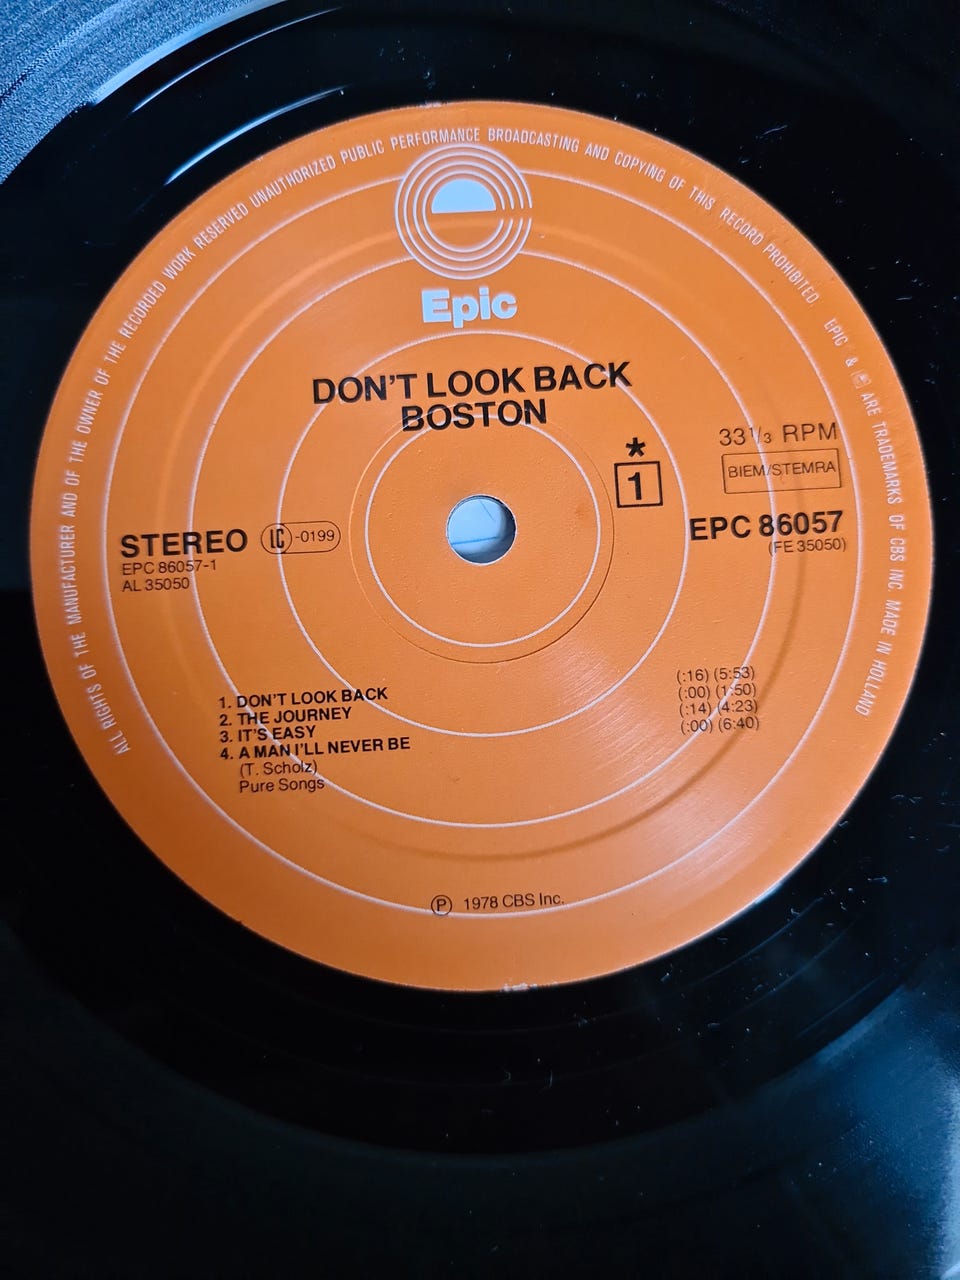 ALL RIGHTS OF THE MANUFACTURER AND OF THE OWNER OF THE RECORDED WORK RESERVED UNAUTHORIZED PUBLIC PERFORMANCE BROADCASTING AND COPYING OF THIS RECORD PROHIBITED EPIC & ARE TRADEMARKS OF CBS INC. MADE IN HOLLAND
e
Epic
DON'T LOOK BACK
BOSTON
*
1
33 1/3 RPM
BIEM/STEMRA
STEREO LC-0199
EPC 86057-1
AL 35050
EPC 86057
(FE 35050)
1. DON'T LOOK BACK (:16) (5:53)
2. THE JOURNEY (:00) (1:50)
3. IT'S EASY (:14) (4:23)
4. A MAN I'LL NEVER BE (:00) (6:40)
(T. Scholz)
Pure Songs
Ⓟ 1978 CBS Inc.